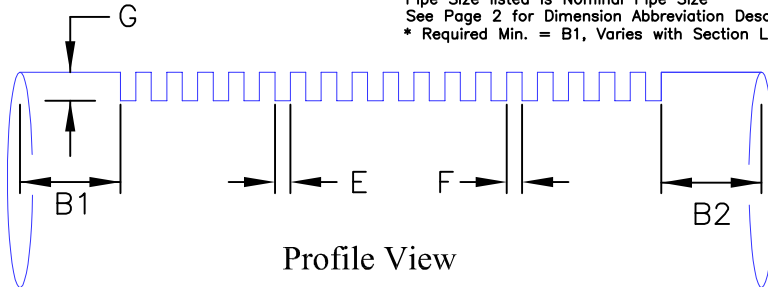 Pipe Size listed is Nominal Pipe Size
See Page 2 for Dimension Abbreviation Desc
* Required Min. = B1, Varies with Section L
G
E
F
B1
B2
Profile View